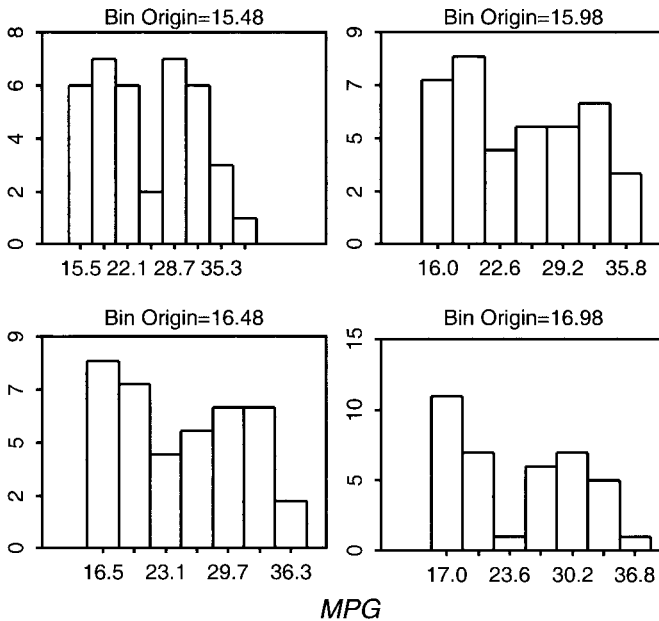 Bin Origin=15.48
8
6
4
2
0
15.5 22.1 28.7 35.3
Bin Origin=15.98
9
7
5
2
0
16.0 22.6 29.2 35.8
Bin Origin=16.48
9
7
5
2
0
16.5 23.1 29.7 36.3
Bin Origin=16.98
15
10
5
0
17.0 23.6 30.2 36.8
MPG